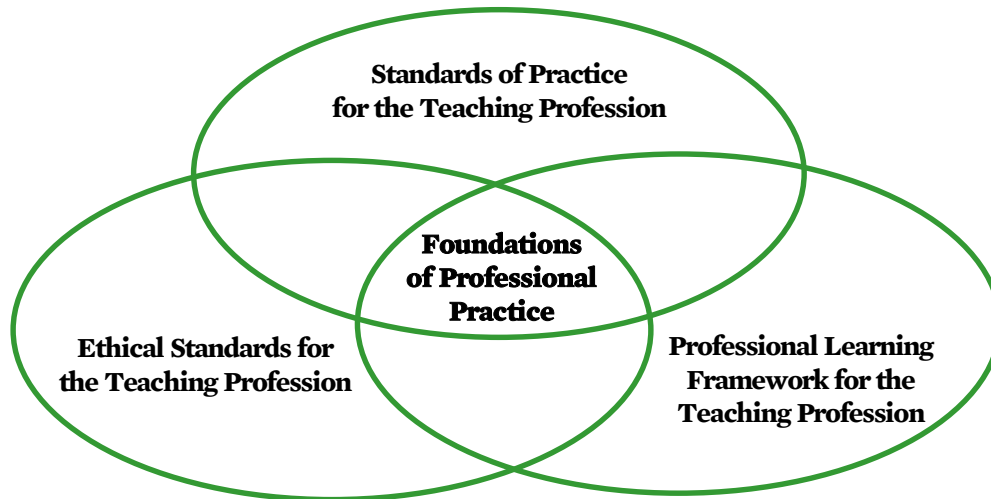 Standards of Practice
for the Teaching Profession
Foundations
of Professional
Practice
Ethical Standards for
the Teaching Profession
Professional Learning
Framework for the
Teaching Profession